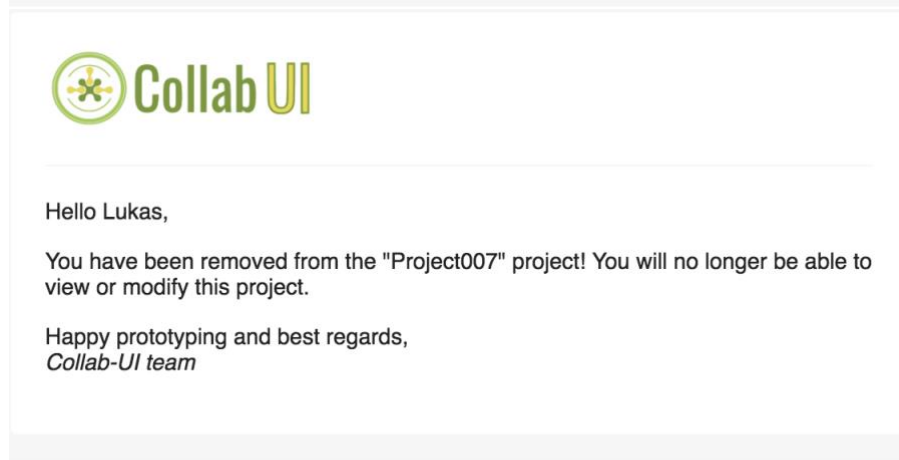 Collab UI
Hello Lukas,
You have been removed from the "Project007" project! You will no longer be able to
view or modify this project.
Happy prototyping and best regards,
Collab-UI team